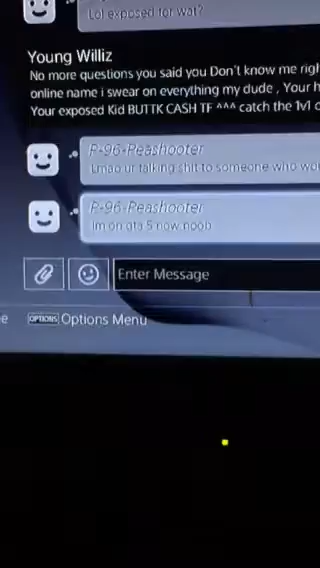 Lol exposed for wat?
Young Williz
No more questions you said you Don't know me righ
online name i swear on everything my dude , Your h
Your exposed Kid BUTTK CASH TF ^^^ catch the 1v1 o
P-96-Peashooter
Lmao ur talking shit to someone who wo
P-96-Peashooter
Im on gta 5 now noob
Enter Message
e OPTIONS Options Menu